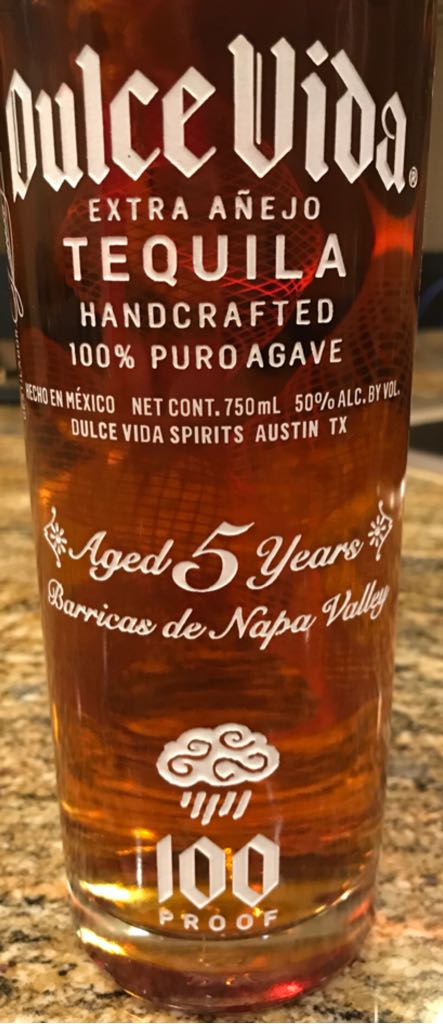 Dulce Vida®
EXTRA AÑEJO
TEQUILA
HANDCRAFTED
100% PURO AGAVE
HECHO EN MÉXICO NET CONT. 750mL 50% ALC. BY VOL.
DULCE VIDA SPIRITS AUSTIN TX
Aged 5 Years
Barricas de Napa Valley
100
PROOF